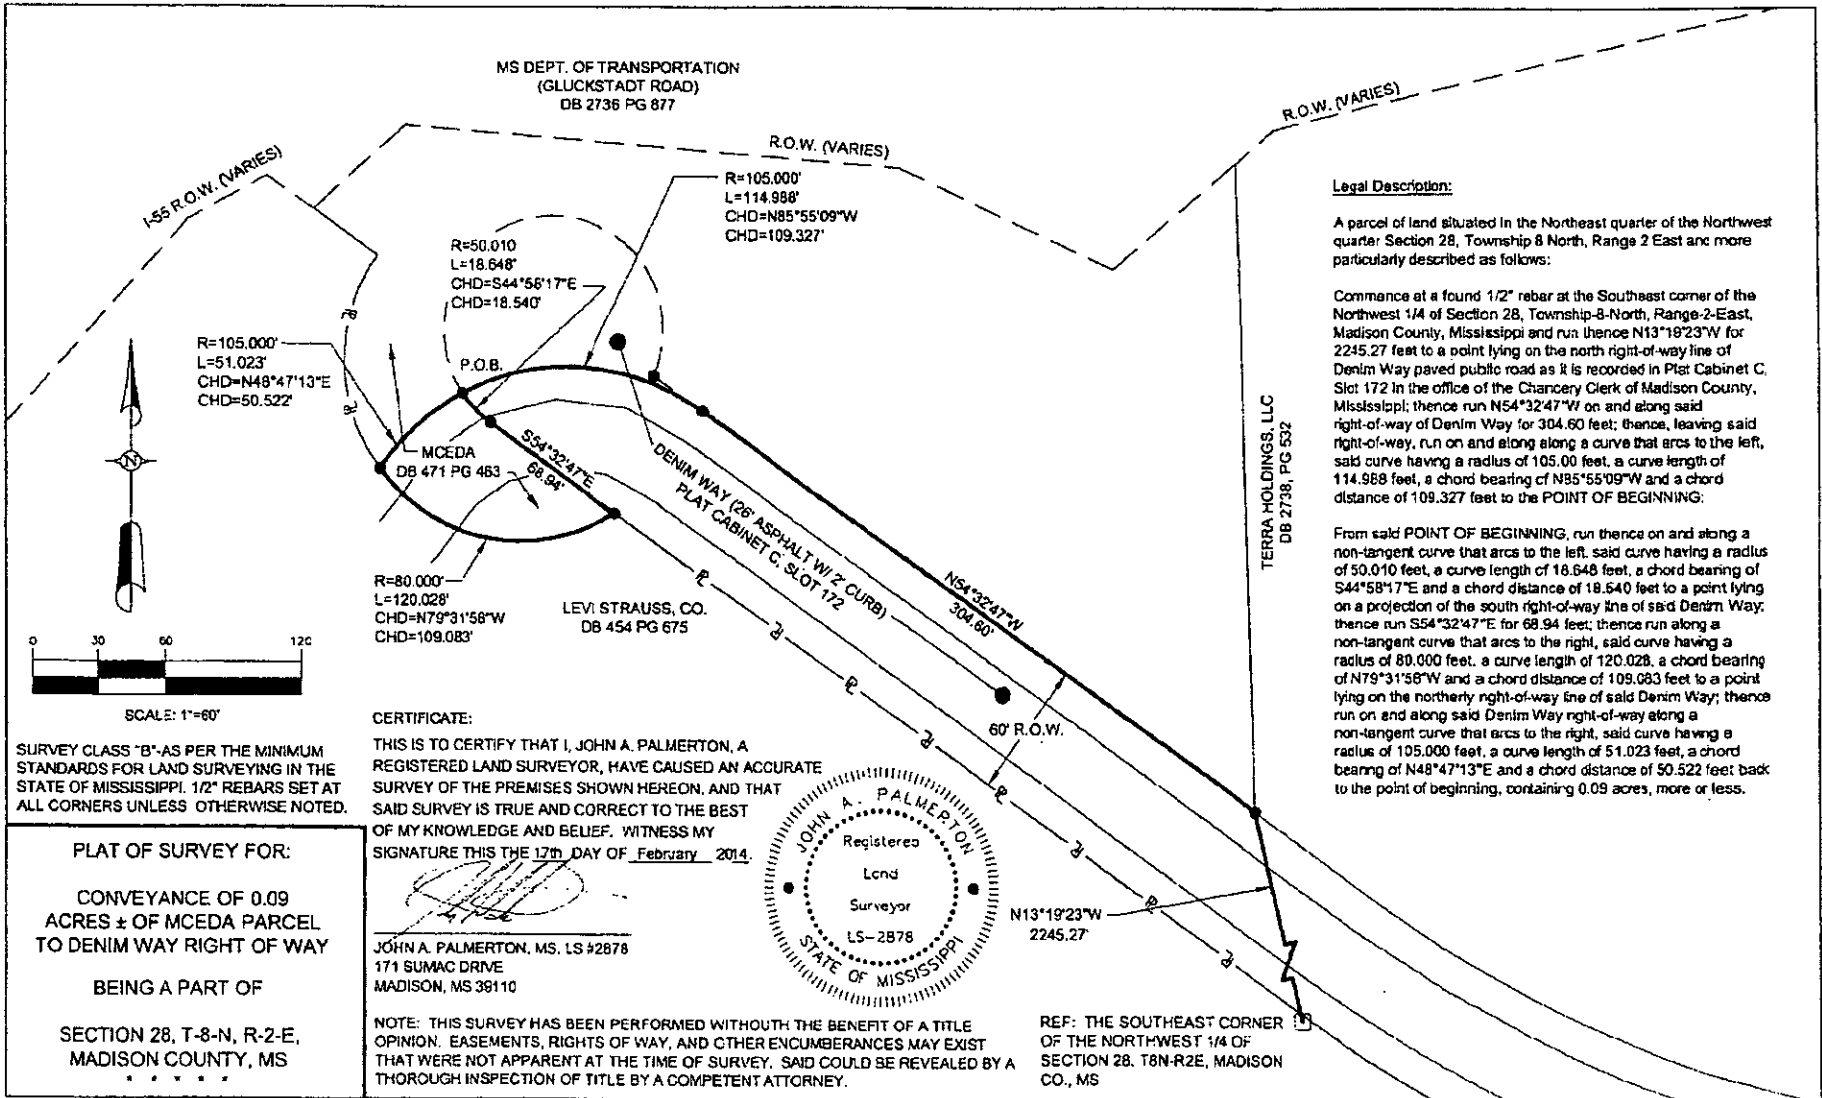 MS DEPT. OF TRANSPORTATION
(GLUCKSTADT ROAD)
DB 2736 PG 877
I-55 R.O.W. (VARIES)
R.O.W. (VARIES)
R.O.W. (VARIES)
R=105.000'
L=114.988'
CHD=N85°55'09"W
CHD=109.327'
R=50.010
L=18.648'
CHD=S44°58'17"E
CHD=18.540'
R=105.000'
L=51.023'
CHD=N48°47'13"E
CHD=50.522'
P.O.B.
MCEDA
DB 471 PG 463
S54°32'47"E
68.94'
DENIM WAY (26' ASPHALT W/ 2' CURB)
PLAT CABINET C, SLOT 172
N54°32'47"W
304.60'
R=80.000'
L=120.028'
CHD=N79°31'58"W
CHD=109.083'
LEVI STRAUSS, CO.
DB 454 PG 675
TERRA HOLDINGS, LLC
DB 2738, PG 532
60' R.O.W.
N13°19'23"W
2245.27'
PL
PL
PL
PL
PL
PL
PL
PL
PL
PL
N
0 30 60 120
SCALE: 1"=60'
SURVEY CLASS "B"-AS PER THE MINIMUM
STANDARDS FOR LAND SURVEYING IN THE
STATE OF MISSISSIPPI. 1/2" REBARS SET AT
ALL CORNERS UNLESS OTHERWISE NOTED.
PLAT OF SURVEY FOR:
CONVEYANCE OF 0.09
ACRES ± OF MCEDA PARCEL
TO DENIM WAY RIGHT OF WAY
BEING A PART OF
SECTION 28, T-8-N, R-2-E,
MADISON COUNTY, MS
* * * * *
CERTIFICATE:
THIS IS TO CERTIFY THAT I, JOHN A. PALMERTON, A
REGISTERED LAND SURVEYOR, HAVE CAUSED AN ACCURATE
SURVEY OF THE PREMISES SHOWN HEREON, AND THAT
SAID SURVEY IS TRUE AND CORRECT TO THE BEST
OF MY KNOWLEDGE AND BELIEF. WITNESS MY
SIGNATURE THIS THE 17th DAY OF February 2014.
JOHN A. PALMERTON, MS. LS #2878
171 SUMAC DRIVE
MADISON, MS 39110
JOHN A. PALMERTON
Registered
Land
Surveyor
LS-2878
STATE OF MISSISSIPPI
NOTE: THIS SURVEY HAS BEEN PERFORMED WITHOUTH THE BENEFIT OF A TITLE
OPINION. EASEMENTS, RIGHTS OF WAY, AND OTHER ENCUMBERANCES MAY EXIST
THAT WERE NOT APPARENT AT THE TIME OF SURVEY. SAID COULD BE REVEALED BY A
THOROUGH INSPECTION OF TITLE BY A COMPETENT ATTORNEY.
REF: THE SOUTHEAST CORNER
OF THE NORTHWEST 1/4 OF
SECTION 28, T8N-R2E, MADISON
CO., MS
Legal Description:
A parcel of land situated in the Northeast quarter of the Northwest
quarter Section 28, Township 8 North, Range 2 East and more
particularly described as follows:
Commence at a found 1/2" rebar at the Southeast corner of the
Northwest 1/4 of Section 28, Township-8-North, Range-2-East,
Madison County, Mississippi and run thence N13°19'23"W for
2245.27 feet to a point lying on the north right-of-way line of
Denim Way paved public road as it is recorded in Plat Cabinet C,
Slot 172 in the office of the Chancery Clerk of Madison County,
Mississippi; thence run N54°32'47"W on and along said
right-of-way of Denim Way for 304.60 feet; thence, leaving said
right-of-way, run on and along along a curve that arcs to the left,
said curve having a radius of 105.00 feet, a curve length of
114.988 feet, a chord bearing of N85°55'09"W and a chord
distance of 109.327 feet to the POINT OF BEGINNING:
From said POINT OF BEGINNING, run thence on and along a
non-tangent curve that arcs to the left, said curve having a radius
of 50.010 feet, a curve length of 18.648 feet, a chord bearing of
S44°58'17"E and a chord distance of 18.540 feet to a point lying
on a projection of the south right-of-way line of said Denim Way;
thence run S54°32'47"E for 68.94 feet; thence run along a
non-tangent curve that arcs to the right, said curve having a
radius of 80.000 feet, a curve length of 120.028, a chord bearing
of N79°31'58"W and a chord distance of 109.083 feet to a point
lying on the northerly right-of-way line of said Denim Way; thence
run on and along said Denim Way right-of-way along a
non-tangent curve that arcs to the right, said curve having a
radius of 105.000 feet, a curve length of 51.023 feet, a chord
bearing of N48°47'13"E and a chord distance of 50.522 feet back
to the point of beginning, containing 0.09 acres, more or less.